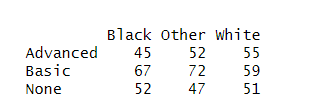 Black Other White
Advanced 45 52 55
Basic 67 72 59
None 52 47 51